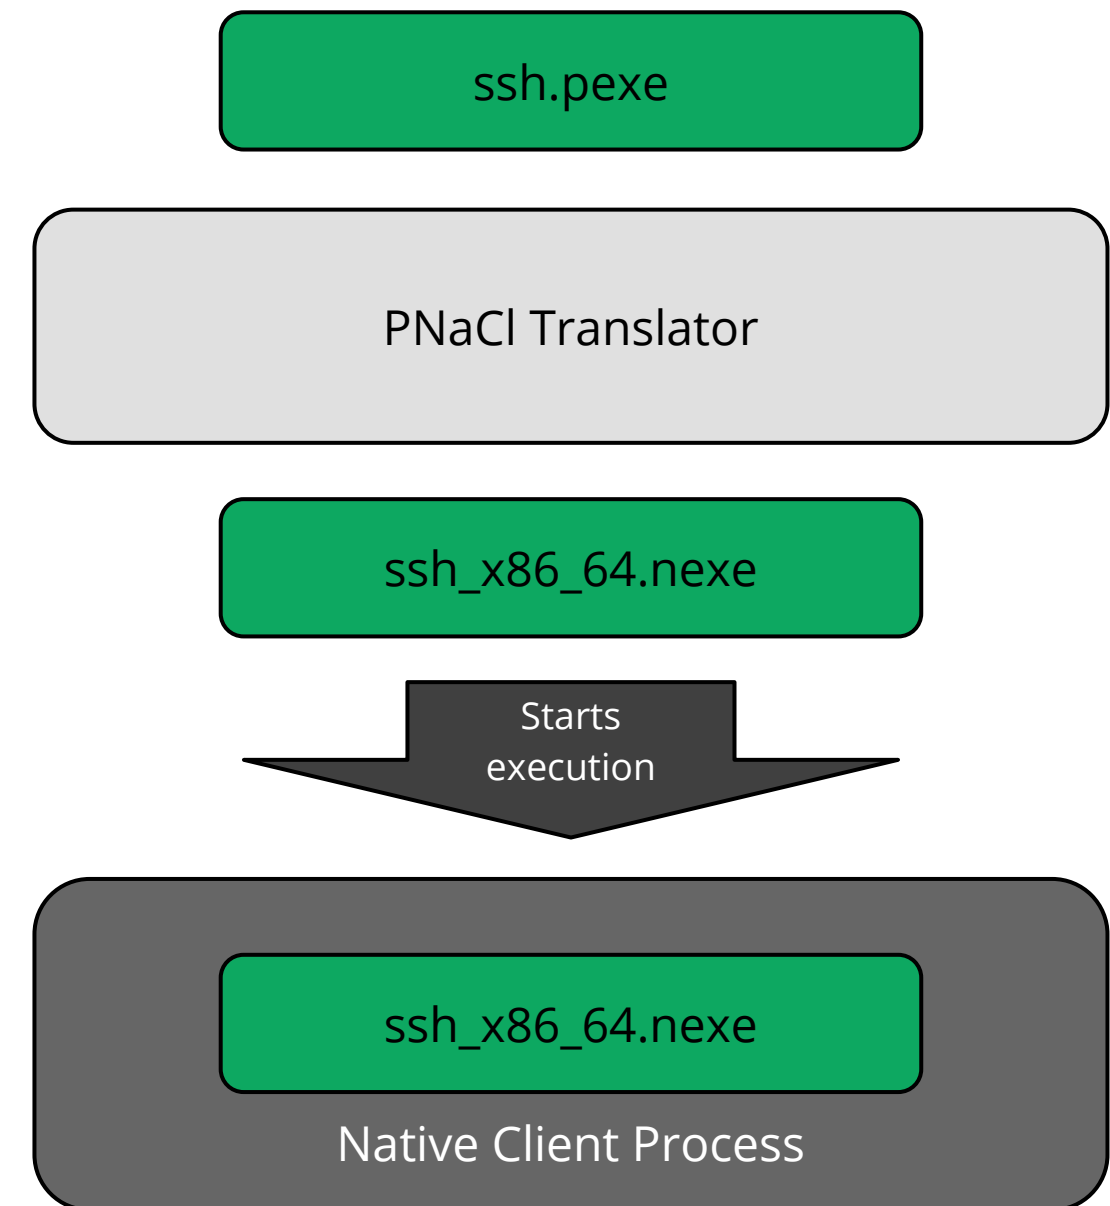 ssh.pexe
PNaCl Translator
ssh_x86_64.nexe
Starts
execution
ssh_x86_64.nexe
Native Client Process